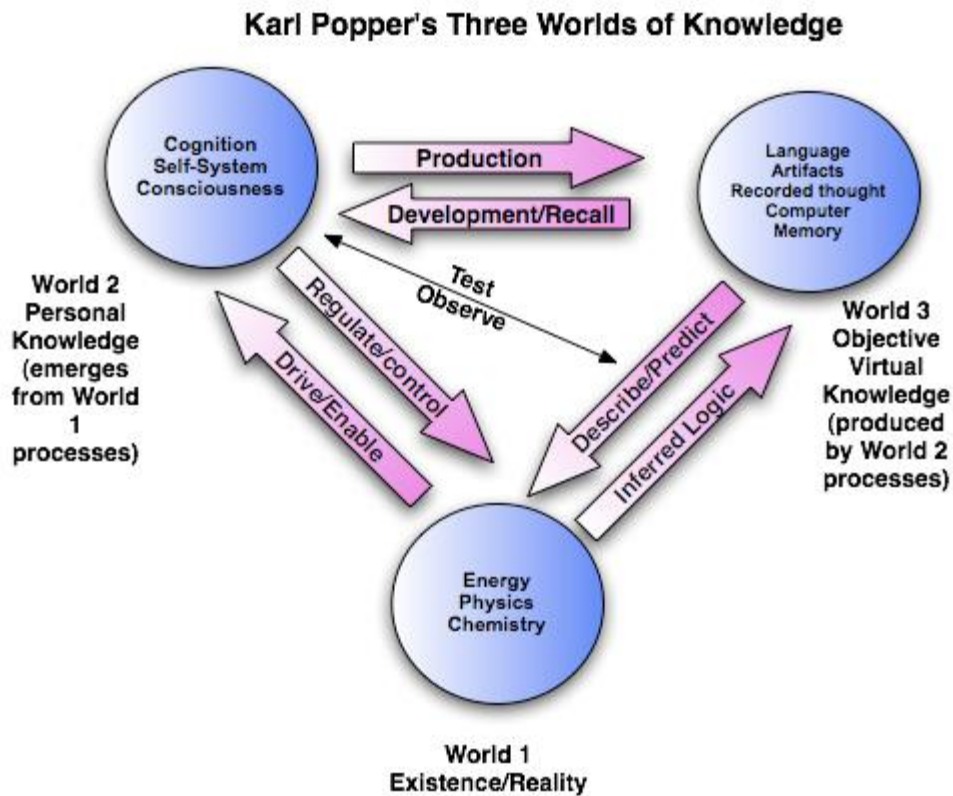 Karl Popper's Three Worlds of Knowledge
Cognition
Self-System
Consciousness
Production
Development/Recall
Language
Artifacts
Recorded thought
Computer
Memory
Test
Observe
World 2
Personal
Knowledge
(emerges
from World
1
processes)
Regulate/control
Drive/Enable
Describe/Predict
Inferred Logic
World 3
Objective
Virtual
Knowledge
(produced
by World 2
processes)
Energy
Physics
Chemistry
World 1
Existence/Reality